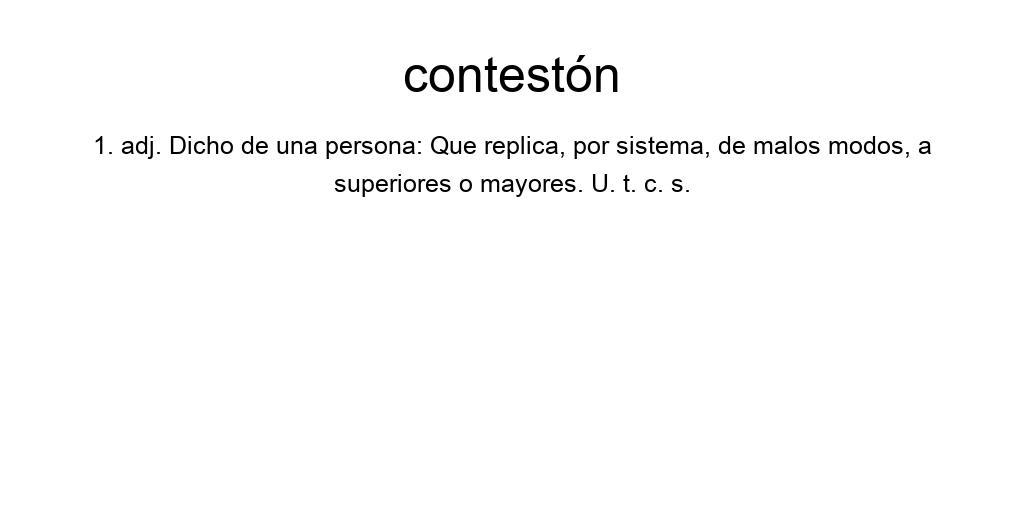 contestón
1. adj. Dicho de una persona: Que replica, por sistema, de malos modos, a
superiores o mayores. U. t. c. s.